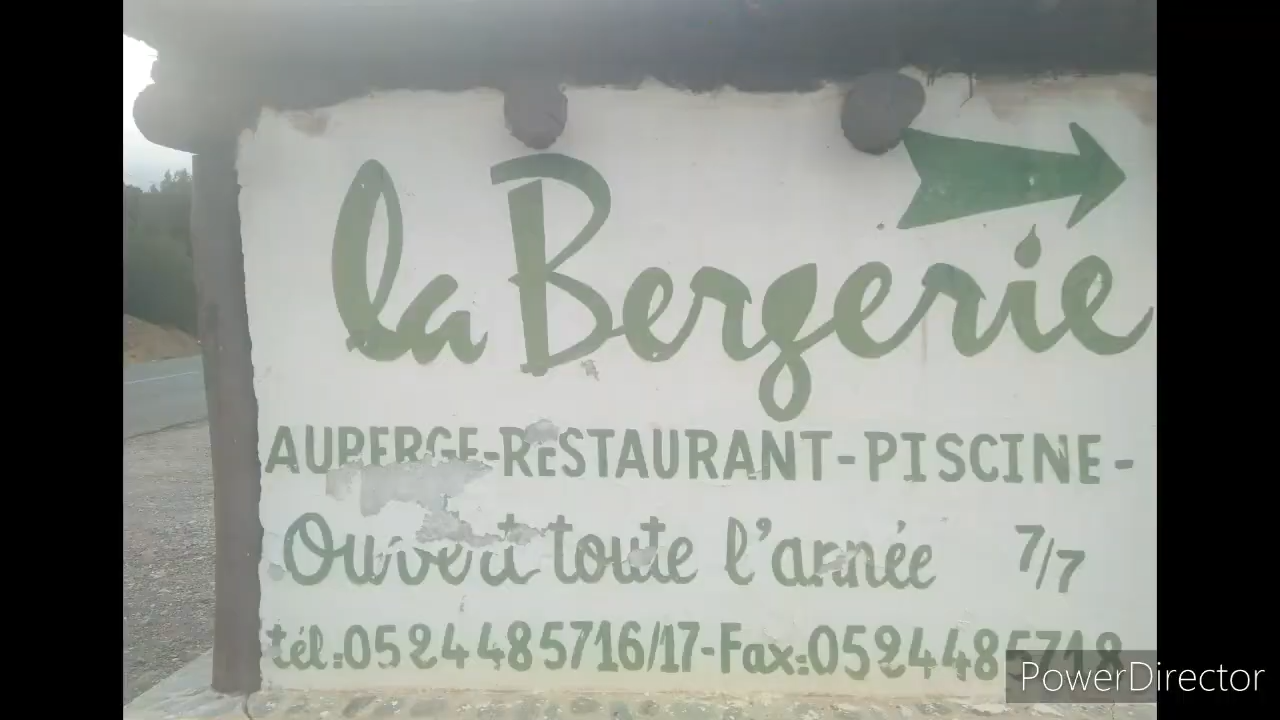 la Bergerie
AUBERGE-RESTAURANT-PISCINE-
Ouvert toute l'année 7/7
tél:0524485716/17-Fax:0524485718
PowerDirector